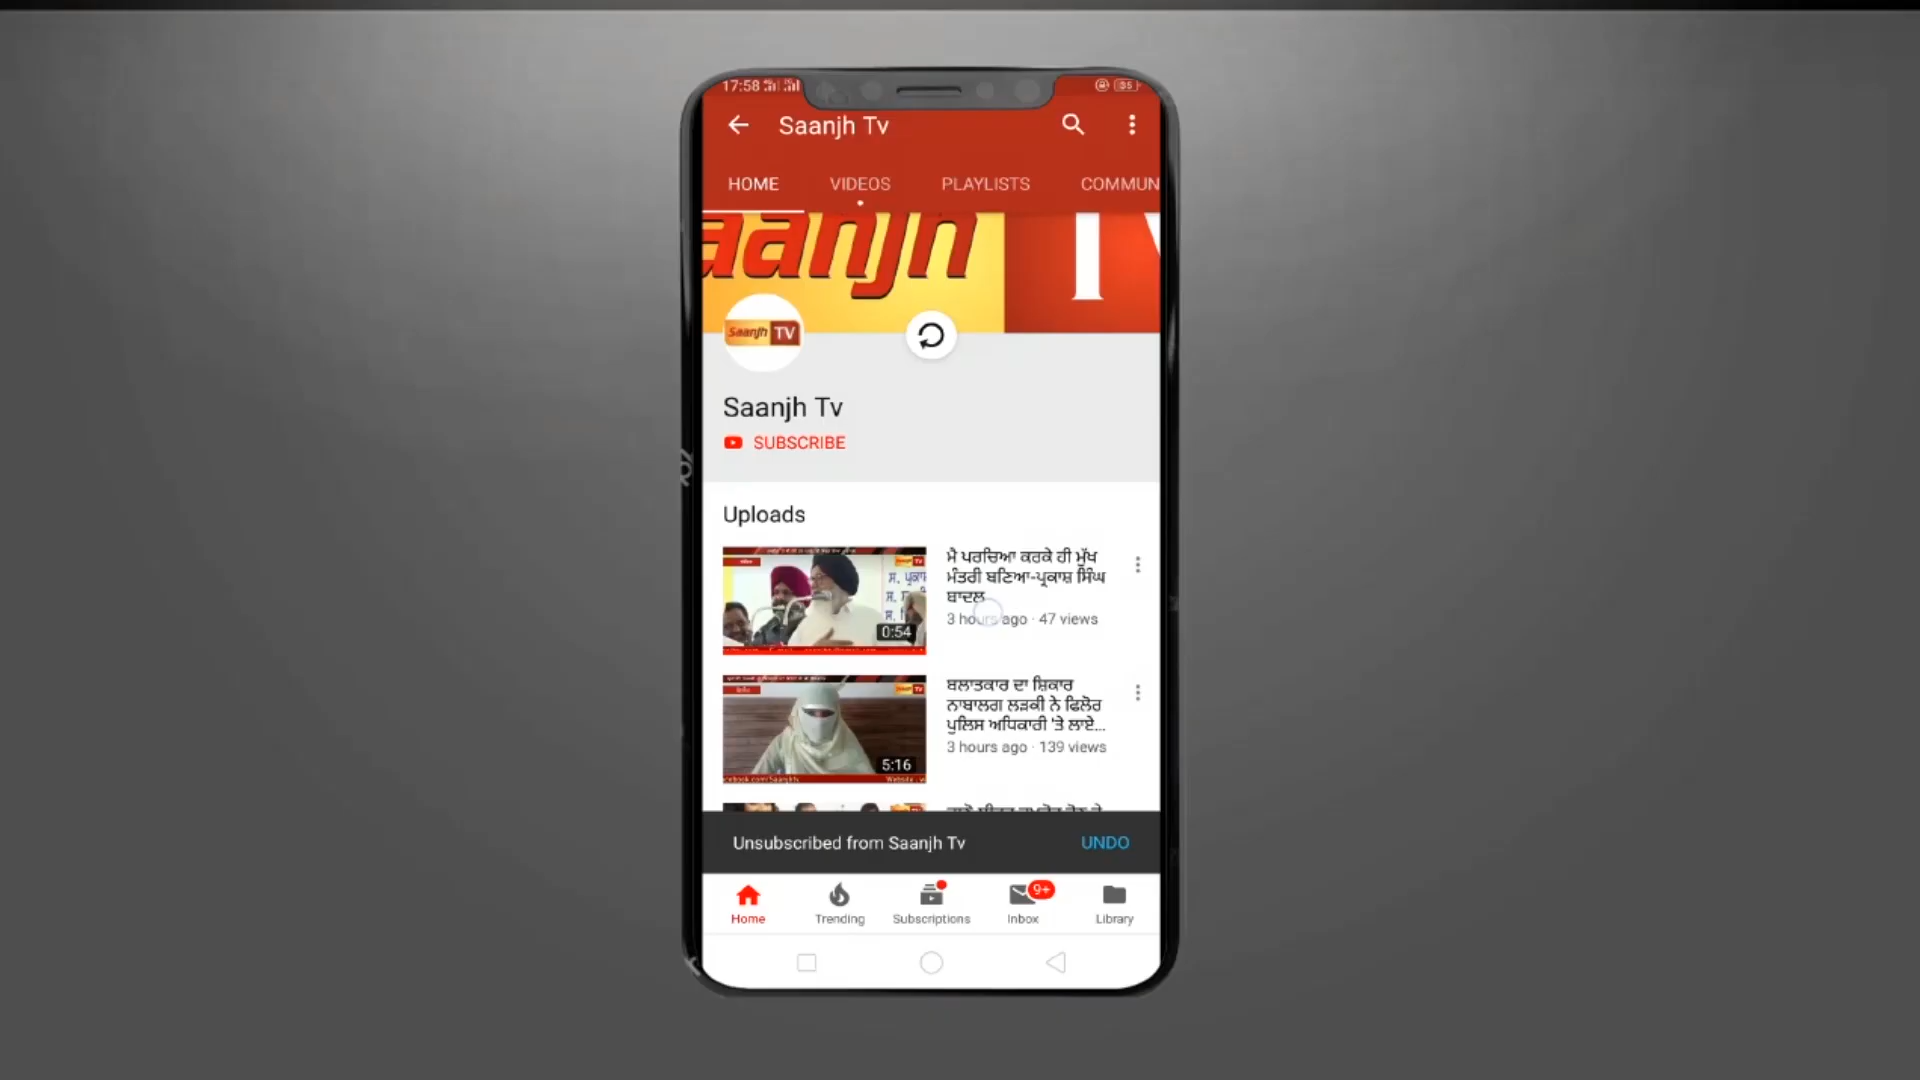 17:58
Saanjh Tv
HOME VIDEOS PLAYLISTS COMMUN
aanjn T
Saanjh TV
Saanjh Tv
SUBSCRIBE
Uploads
ਮੈ ਪਰਚਿਆ ਕਰਕੇ ਹੀ ਮੁੱਖ
ਮੰਤਰੀ ਬਣਿਆ-ਪ੍ਰਕਾਸ਼ ਸਿੰਘ
ਬਾਦਲ
3 hours ago · 47 views
0:54
ਬਲਾਤਕਾਰ ਦਾ ਸ਼ਿਕਾਰ
ਨਾਬਾਲਗ ਲੜਕੀ ਨੇ ਫਿਲੋਰ
ਪੁਲਿਸ ਅਧਿਕਾਰੀ 'ਤੇ ਲਾਏ...
3 hours ago · 139 views
5:16
Unsubscribed from Saanjh Tv UNDO
9+
Home Trending Subscriptions Inbox Library